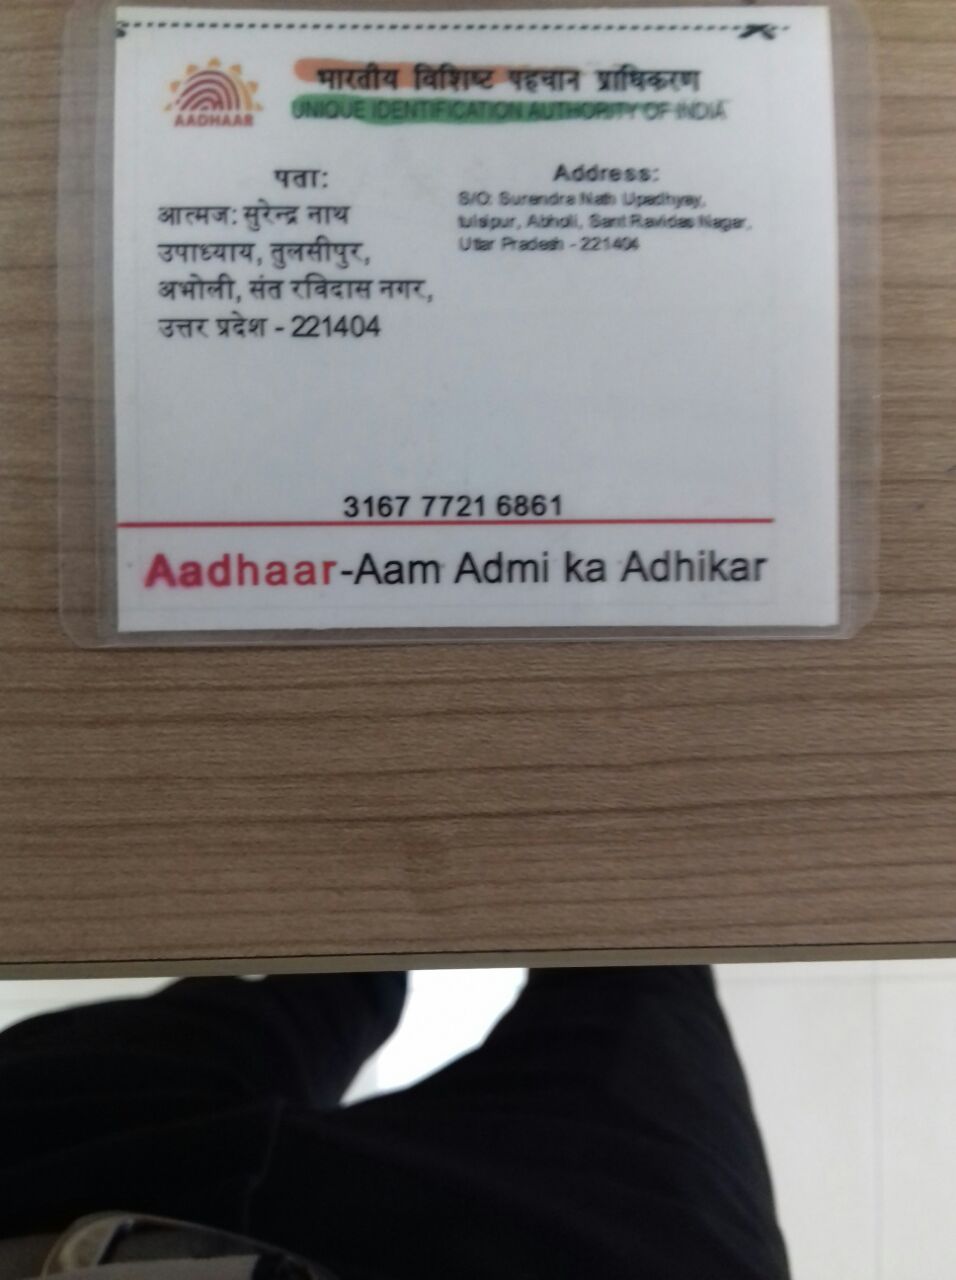 भारतीय विशिष्ट पहचान प्राधिकरण
UNIQUE IDENTIFICATION AUTHORITY OF INDIA
AADHAAR
पता:
आत्मज: सुरेन्द्र नाथ
उपाध्याय, तुलसीपुर,
अभोली, संत रविदास नगर,
उत्तर प्रदेश - 221404
Address:
S/O: Surendra Nath Upadhyay,
tulsipur, Abholi, Sant Ravidas Nagar,
Uttar Pradesh - 221404
3167 7721 6861
Aadhaar-Aam Admi ka Adhikar